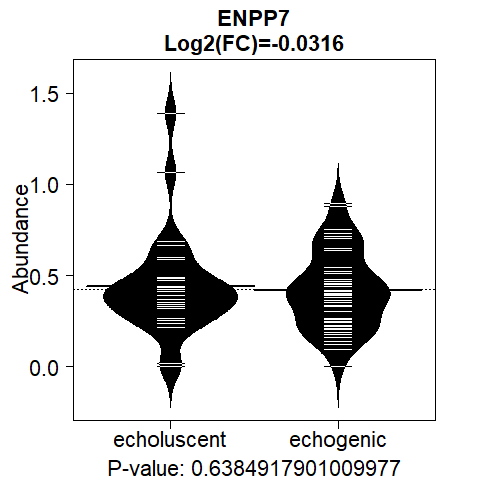 ENPP7
Log2(FC)=-0.0316
Abundance
1.5
1.0
0.5
0.0
echoluscent
echogenic
P-value: 0.6384917901009977